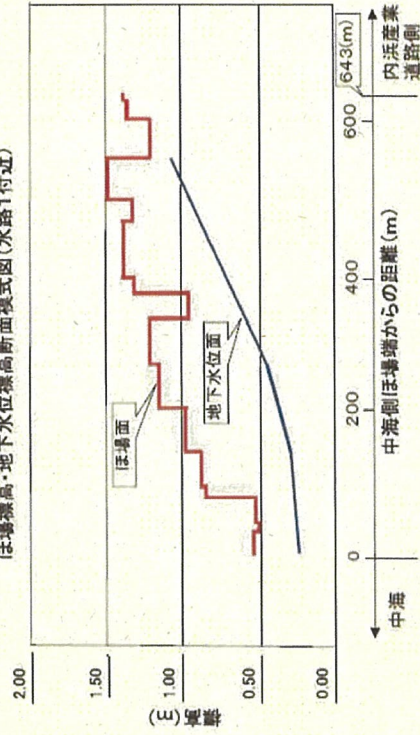 ほ場標高・地下水位標高断面模式図(水路1付近)
標高(m)
2.00
1.50
1.00
0.50
0.00
ほ場面
地下水位面
0
200
400
600
643(m)
中海
中海側ほ場端からの距離(m)
内浜産業
道路側